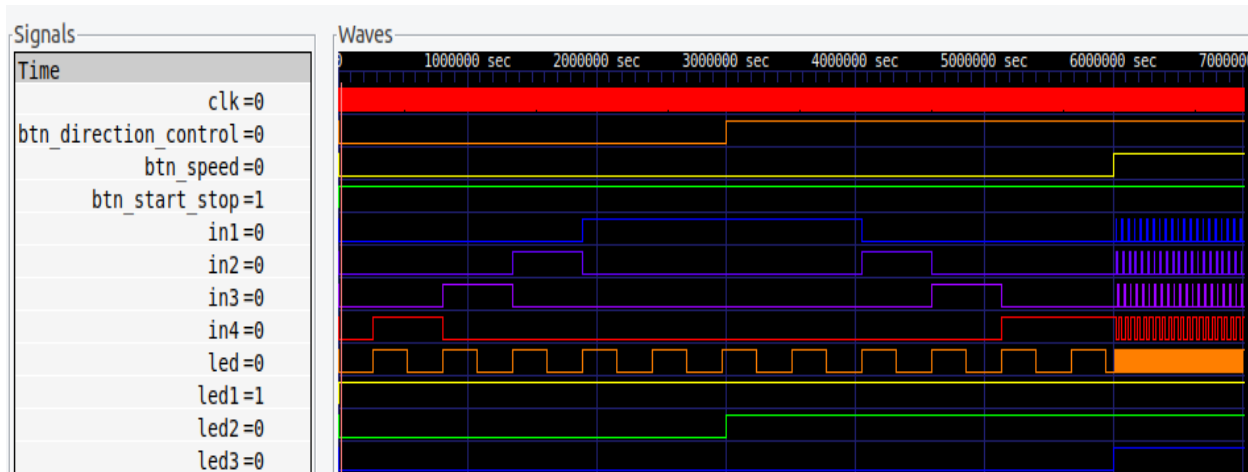 Signals Waves
Time 0 1000000 sec 2000000 sec 3000000 sec 4000000 sec 5000000 sec 6000000 sec 7000000
clk=0
btn_direction_control=0
btn_speed=0
btn_start_stop=1
in1=0
in2=0
in3=0
in4=0
led=0
led1=1
led2=0
led3=0